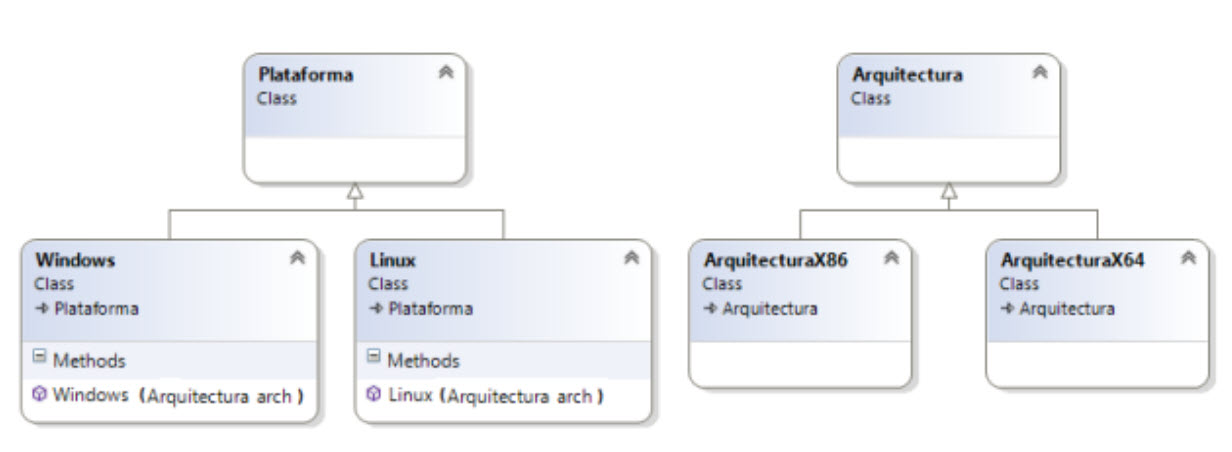 Plataforma
Class
Arquitectura
Class
Windows
Class
Plataforma
Methods
Windows (Arquitectura arch )
Linux
Class
Plataforma
Methods
Linux (Arquitectura arch )
ArquitecturaX86
Class
Arquitectura
ArquitecturaX64
Class
Arquitectura